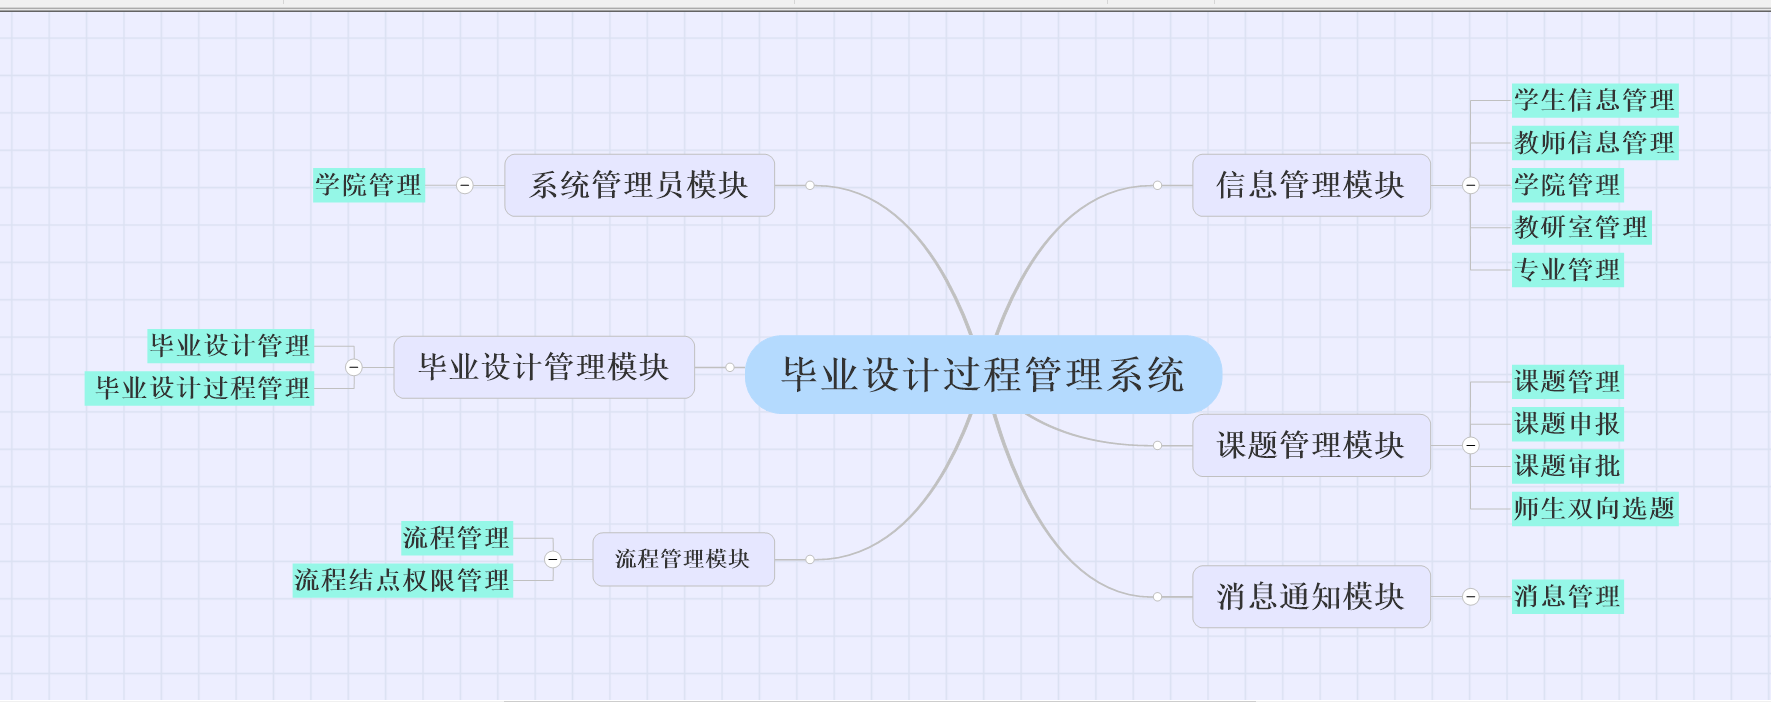 毕业设计过程管理系统
系统管理员模块
学院管理
毕业设计管理模块
毕业设计管理
毕业设计过程管理
流程管理模块
流程管理
流程结点权限管理
信息管理模块
学生信息管理
教师信息管理
学院管理
教研室管理
专业管理
课题管理模块
课题管理
课题申报
课题审批
师生双向选题
消息通知模块
消息管理